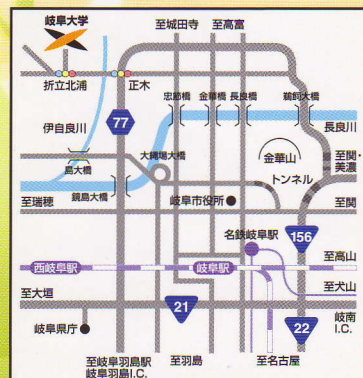 岐阜大学
至城田寺
至高富
折立北浦
正木
忠節橋
金華橋
長良橋
鵜飼大橋
77
伊自良川
長良川
島大橋
大縄場大橋
金華山
トンネル
至関・
美濃
鏡島大橋
至瑞穂
岐阜市役所
至関
名鉄岐阜駅
156
至高山
西岐阜駅
岐阜駅
至犬山
至大垣
21
岐南
I.C.
岐阜県庁
22
至岐阜羽島駅
岐阜羽島I.C.
至羽島
至名古屋